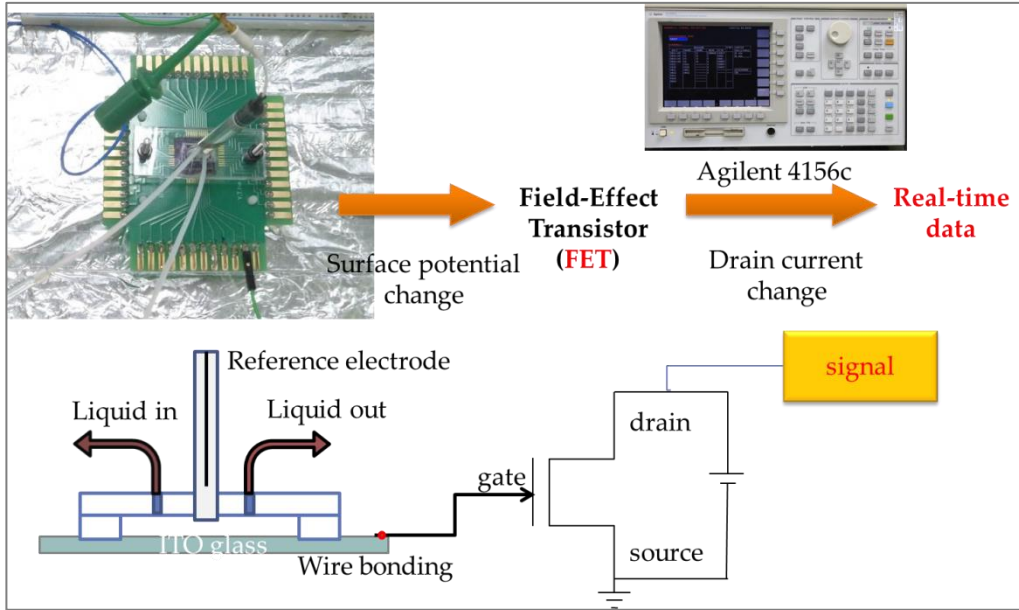 Agilent 4156c
Field-Effect
Transistor
(FET)
Real-time
data
Surface potential
change
Drain current
change
Reference electrode
Liquid in
Liquid out
signal
drain
gate
source
ITO glass
Wire bonding